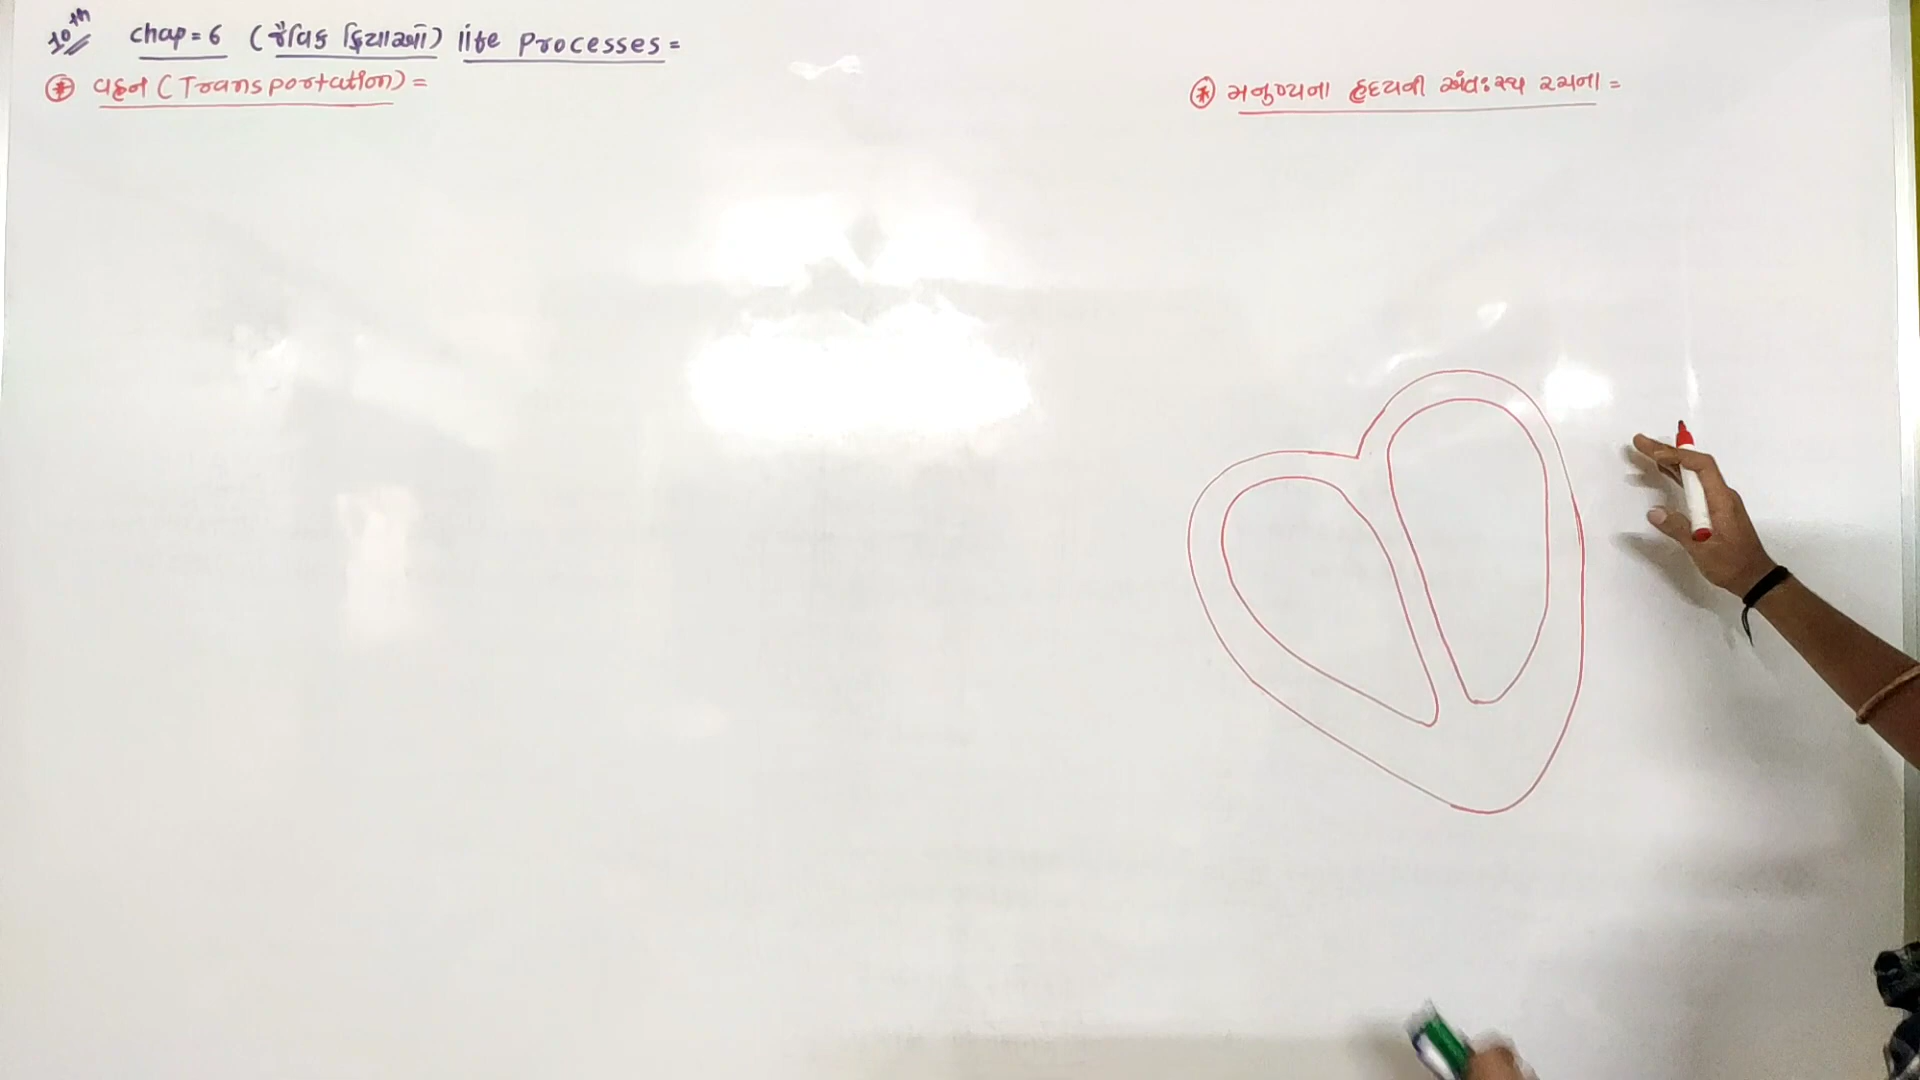 10th chap = 6 (જૈવિક ક્રિયાઓ) life Processes =
* વહન (Transportation) =
* મનુષ્યના હૃદયની અંત:સ્થ રચના =